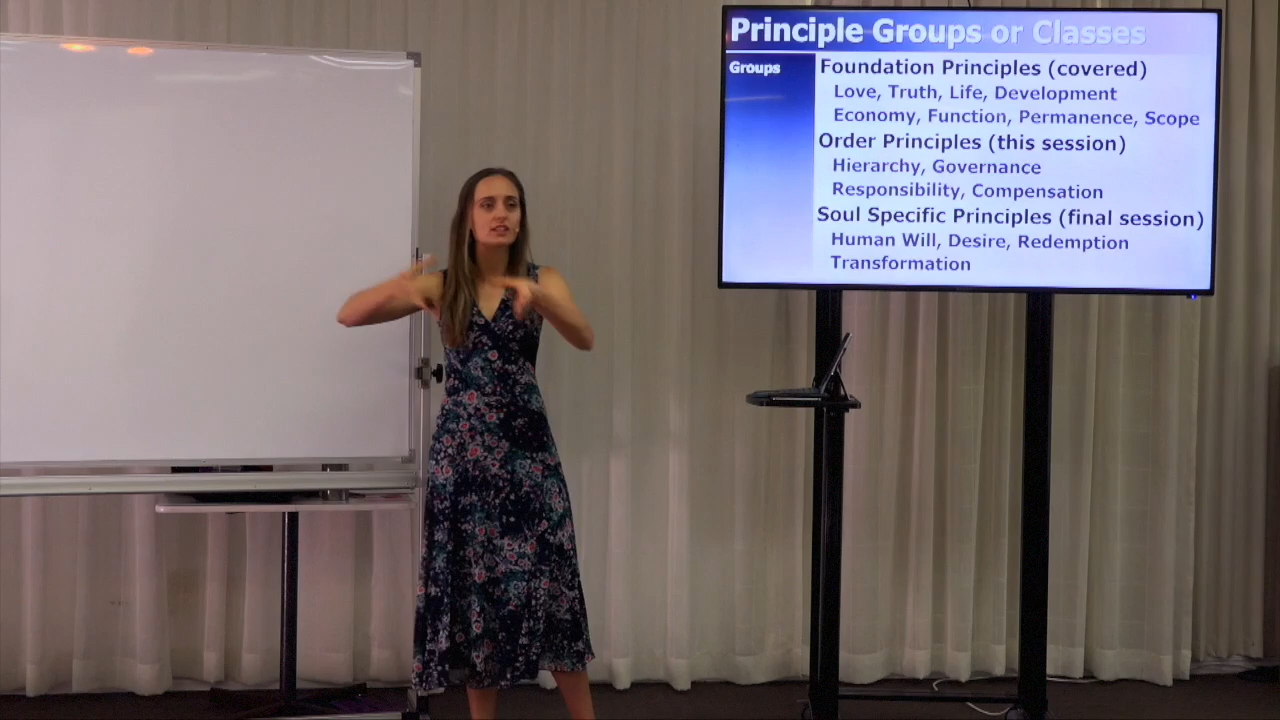 Principle Groups or Classes
Groups
Foundation Principles (covered)
Love, Truth, Life, Development
Economy, Function, Permanence, Scope
Order Principles (this session)
Hierarchy, Governance
Responsibility, Compensation
Soul Specific Principles (final session)
Human Will, Desire, Redemption
Transformation